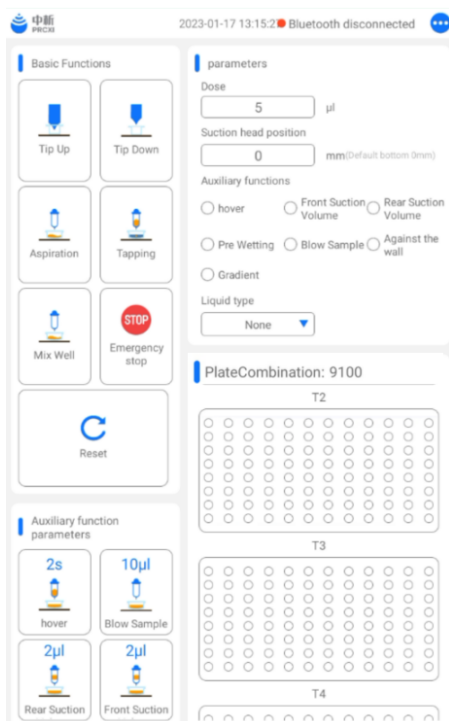 中析
PRCXI
2023-01-17 13:15:27
Bluetooth disconnected
Basic Functions
Tip Up
Tip Down
Aspiration
Tapping
Mix Well
STOP
Emergency
stop
Reset
Auxiliary function
parameters
2s
hover
10μl
Blow Sample
2μl
Rear Suction
2μl
Front Suction
parameters
Dose
5
μl
Suction head position
0
mm(Default bottom 0mm)
Auxiliary functions
hover
Front Suction
Volume
Rear Suction
Volume
Pre Wetting
Blow Sample
Against the
wall
Gradient
Liquid type
None
PlateCombination: 9100
T2
T3
T4